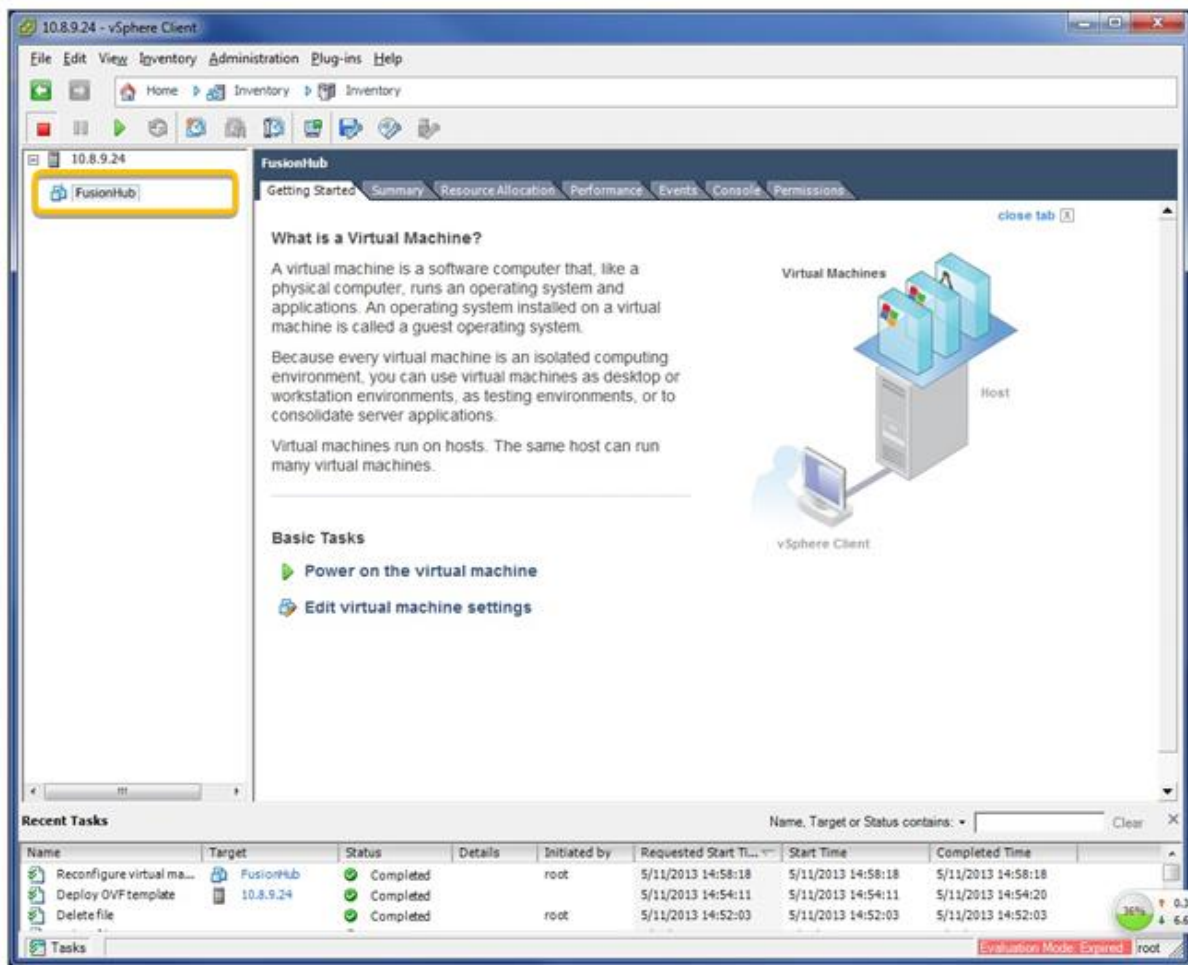 10.8.9.24 - vSphere Client
File Edit View Inventory Administration Plug-ins Help
Home Inventory Inventory
10.8.9.24
FusionHub
FusionHub
Getting Started Summary Resource Allocation Performance Events Console Permissions
close tab X
What is a Virtual Machine?
A virtual machine is a software computer that, like a
physical computer, runs an operating system and
applications. An operating system installed on a virtual
machine is called a guest operating system.
Because every virtual machine is an isolated computing
environment, you can use virtual machines as desktop or
workstation environments, as testing environments, or to
consolidate server applications.
Virtual machines run on hosts. The same host can run
many virtual machines.
Virtual Machines
Host
vSphere Client
Basic Tasks
Power on the virtual machine
Edit virtual machine settings
Recent Tasks
Name, Target or Status contains:
Clear
Name Target Status Details Initiated by Requested Start Ti... Start Time Completed Time
Reconfigure virtual ma... FusionHub Completed root 5/11/2013 14:58:18 5/11/2013 14:58:18 5/11/2013 14:58:18
Deploy OVF template 10.8.9.24 Completed 5/11/2013 14:54:11 5/11/2013 14:54:11 5/11/2013 14:54:20
Delete file Completed root 5/11/2013 14:52:03 5/11/2013 14:52:03 5/11/2013 14:52:03
36%
Tasks
Evaluation Mode: Expired root